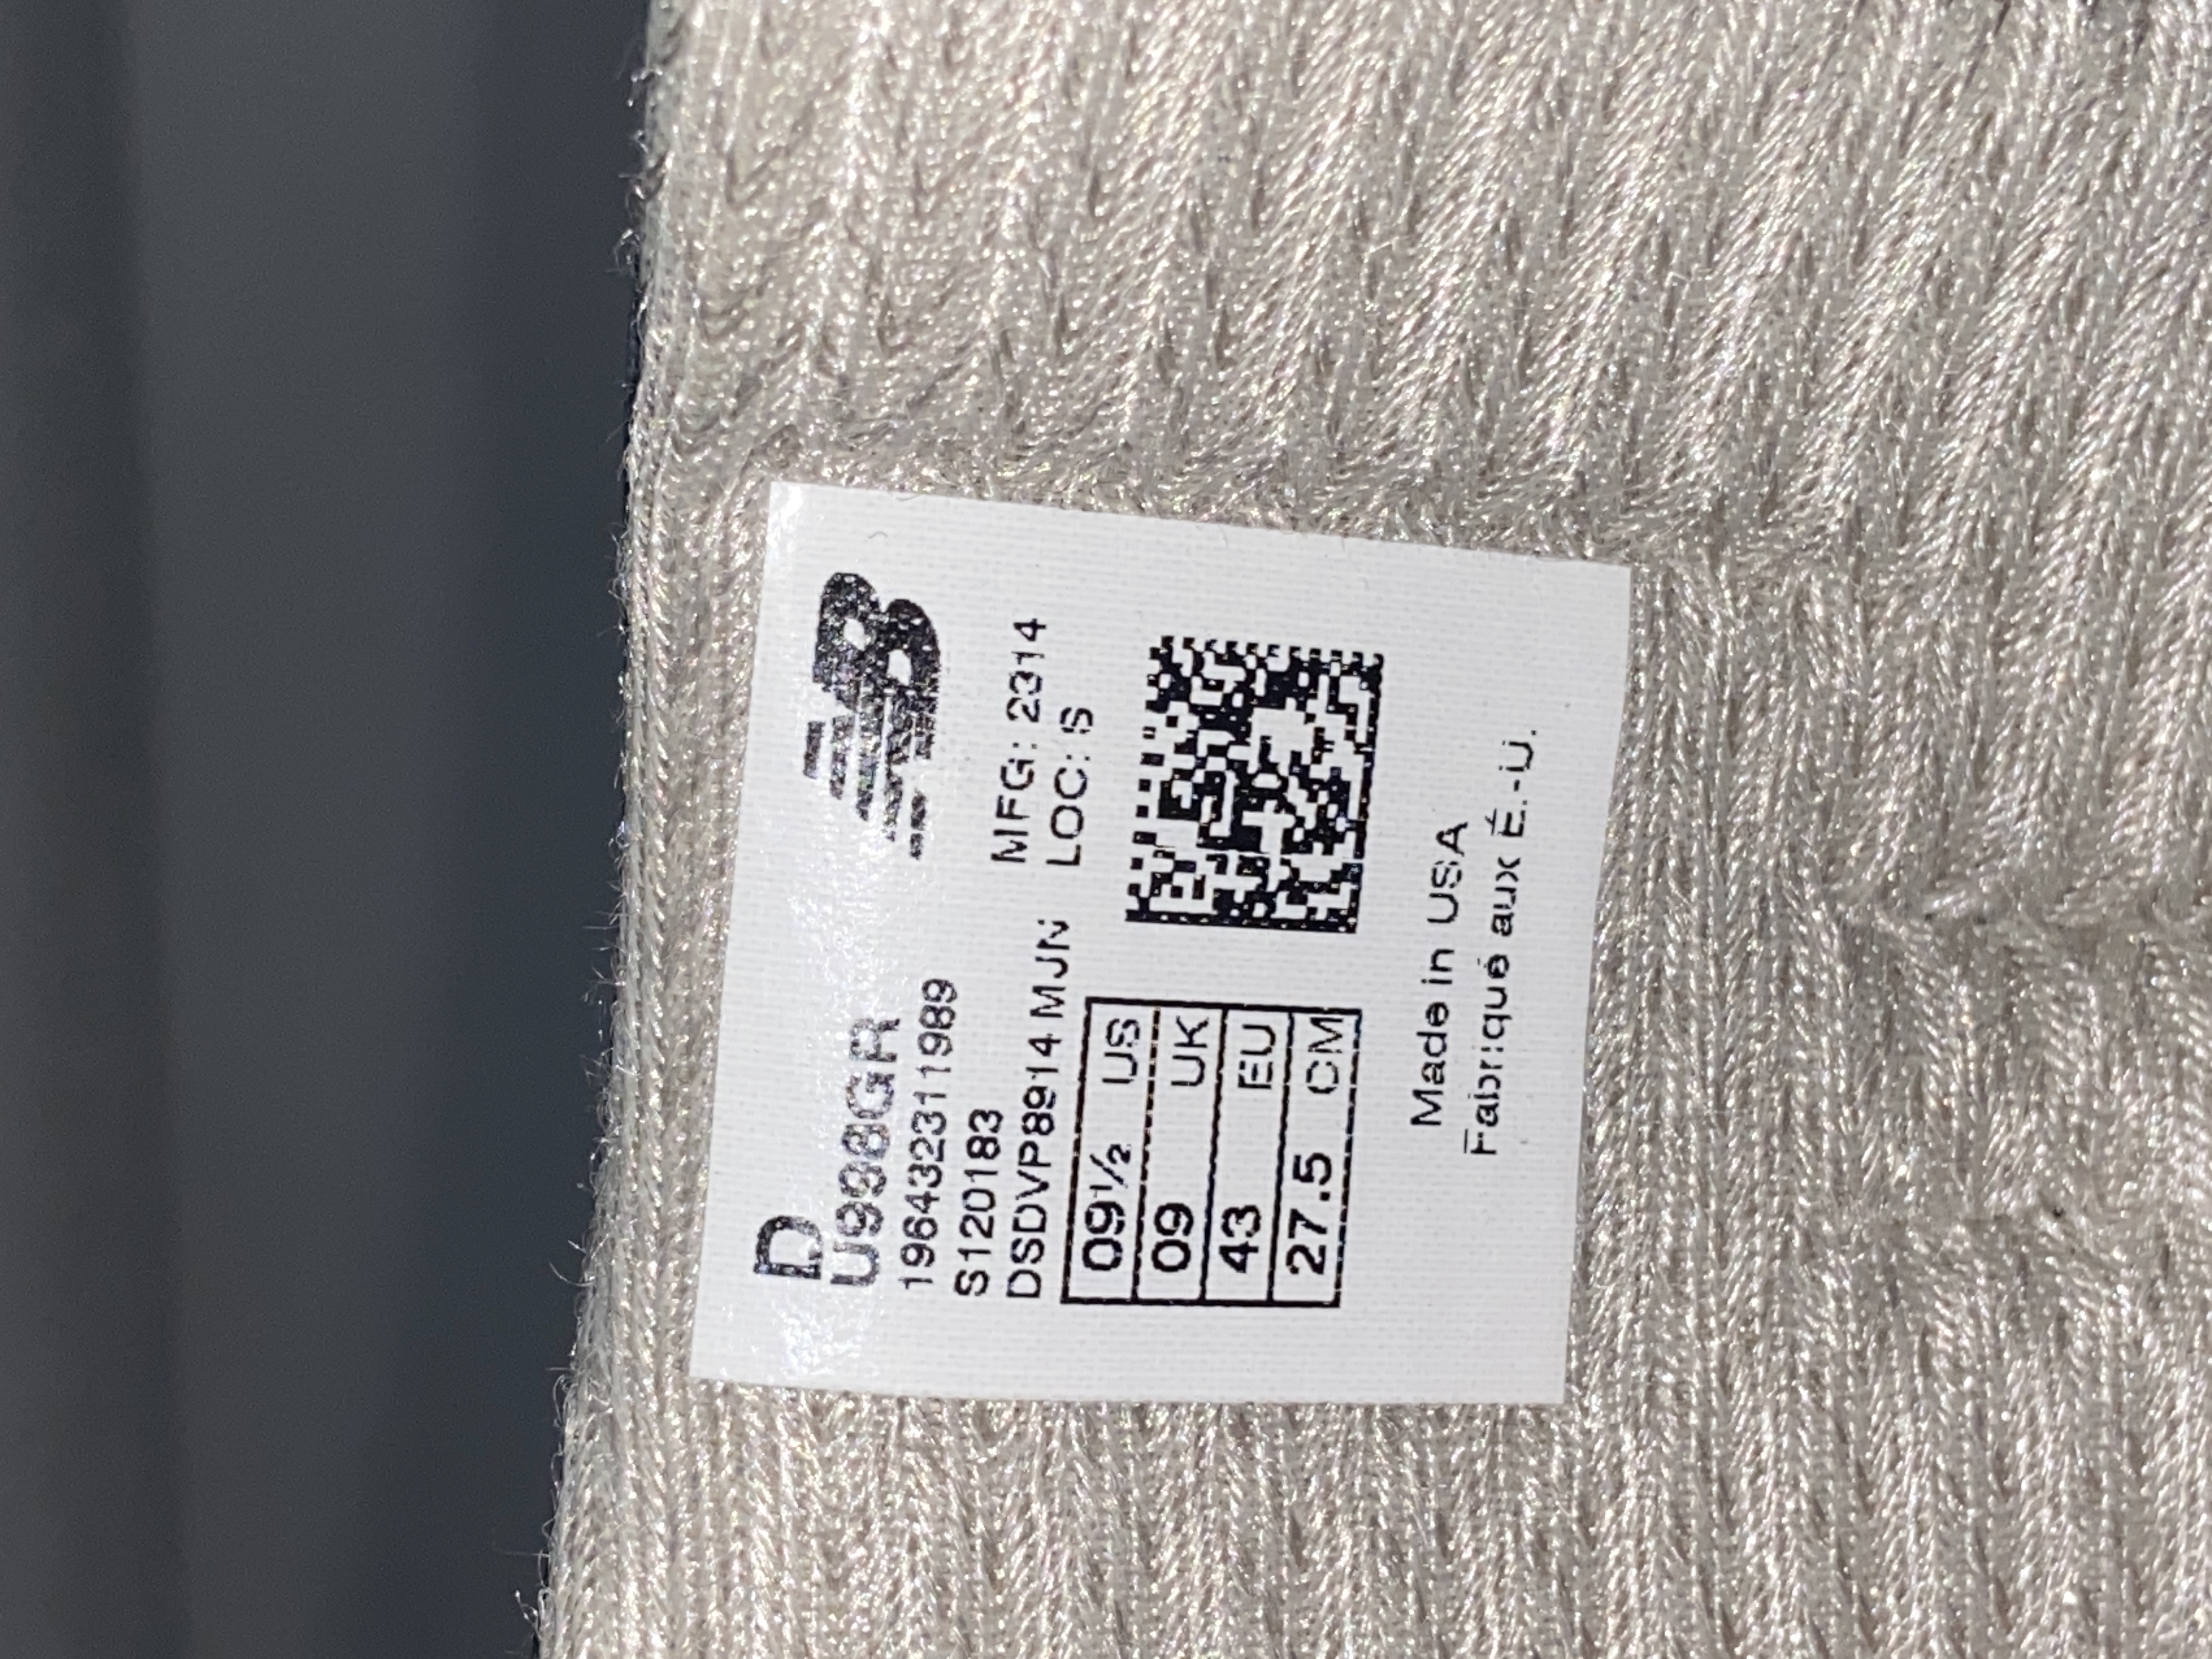 D
U998GR
196432311989
S120183
DSDVP8914 MJN
MFG: 2314
LOC: S
09½ US
09 UK
43 EU
27.5 CM
Made in USA
Fabriqué aux É.-U.